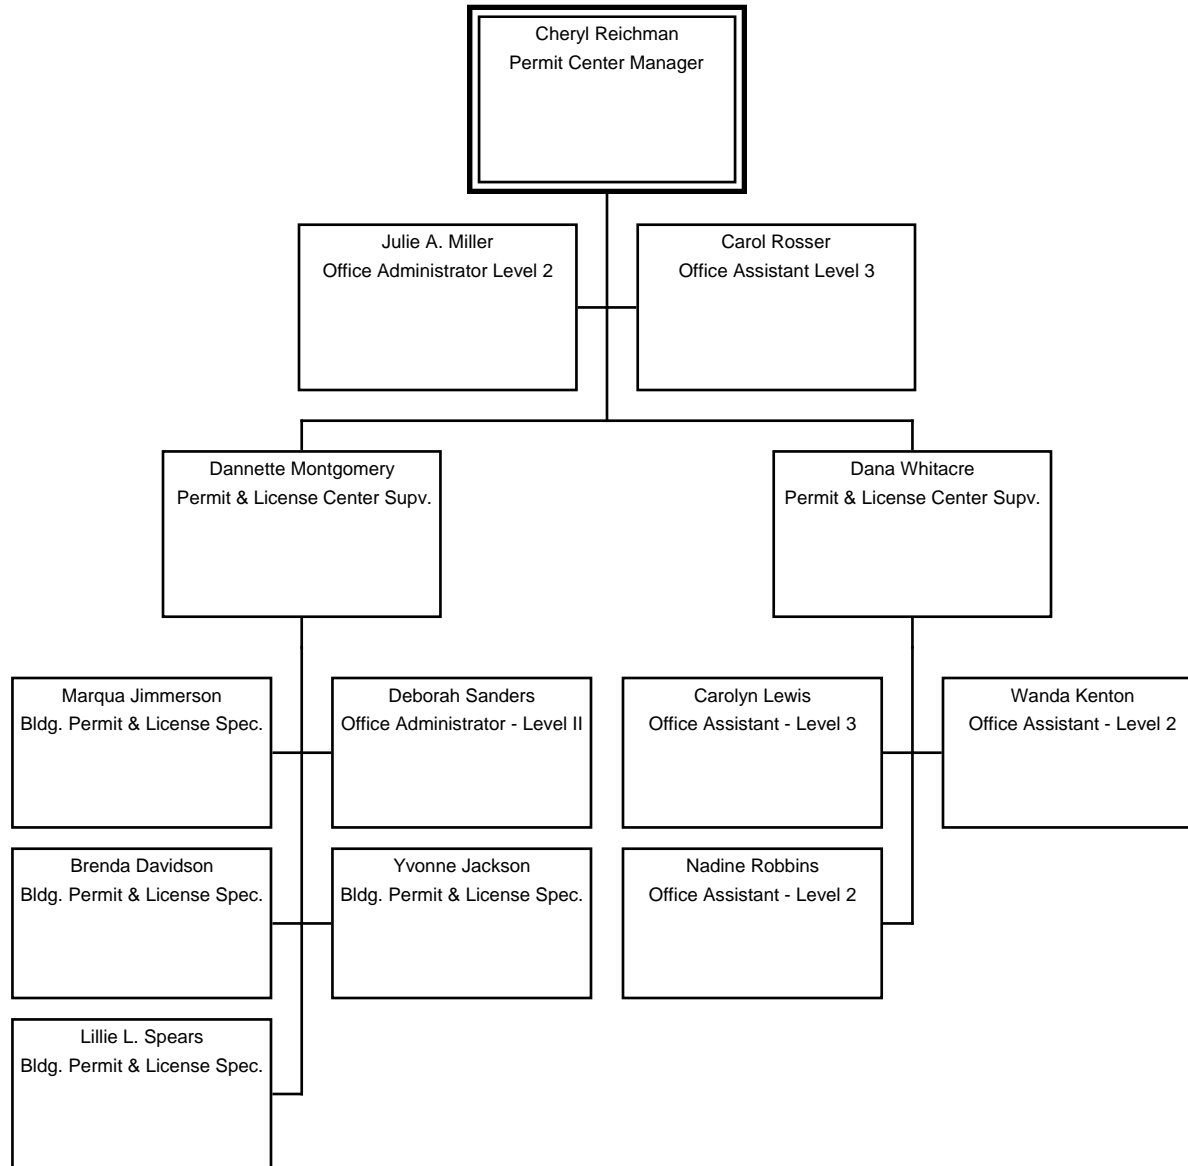 Cheryl Reichman
Permit Center Manager
Julie A. Miller
Office Administrator Level 2
Carol Rosser
Office Assistant Level 3
Dannette Montgomery
Permit & License Center Supv.
Dana Whitacre
Permit & License Center Supv.
Marqua Jimmerson
Bldg. Permit & License Spec.
Deborah Sanders
Office Administrator - Level II
Carolyn Lewis
Office Assistant - Level 3
Wanda Kenton
Office Assistant - Level 2
Brenda Davidson
Bldg. Permit & License Spec.
Yvonne Jackson
Bldg. Permit & License Spec.
Nadine Robbins
Office Assistant - Level 2
Lillie L. Spears
Bldg. Permit & License Spec.